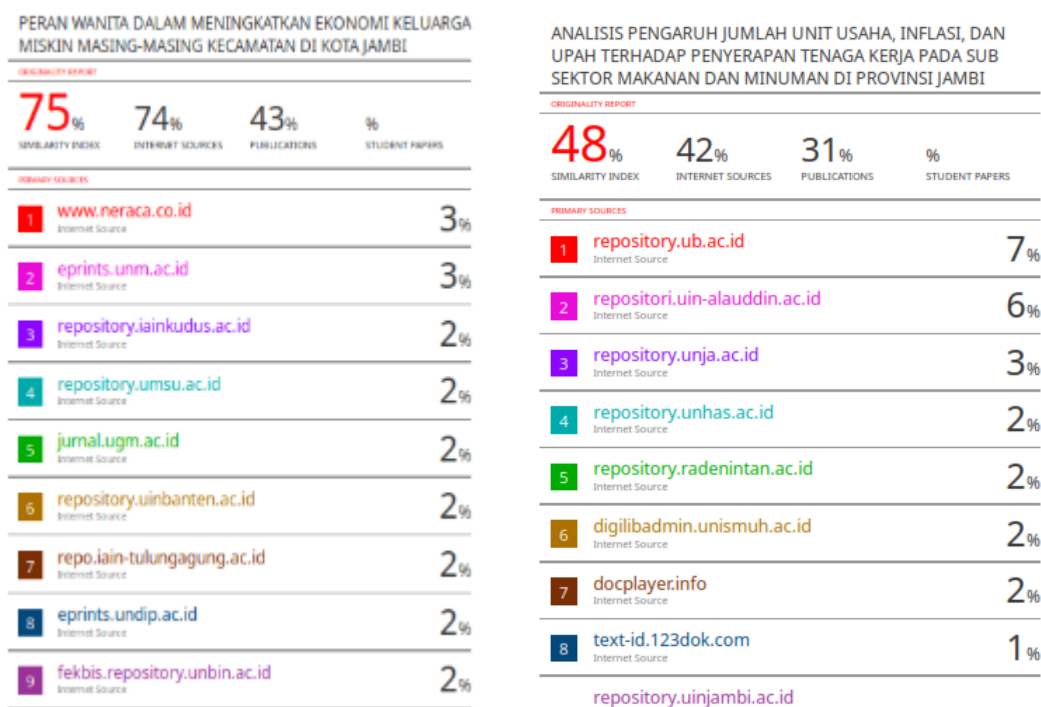 PERAN WANITA DALAM MENINGKATKAN EKONOMI KELUARGA
MISKIN MASING-MASING KECAMATAN DI KOTA JAMBI
ORIGINALITY REPORT
75% 74% 43% %
SIMILARITY INDEX INTERNET SOURCES PUBLICATIONS STUDENT PAPERS
PRIMARY SOURCES
1 www.neraca.co.id 3%
Internet Source
2 eprints.unm.ac.id 3%
Internet Source
3 repository.iainkudus.ac.id 2%
Internet Source
4 repository.umsu.ac.id 2%
Internet Source
5 jurnal.ugm.ac.id 2%
Internet Source
6 repository.uinbanten.ac.id 2%
Internet Source
7 repo.iain-tulungagung.ac.id 2%
Internet Source
8 eprints.undip.ac.id 2%
Internet Source
9 fekbis.repository.unbin.ac.id 2%
Internet Source
ANALISIS PENGARUH JUMLAH UNIT USAHA, INFLASI, DAN
UPAH TERHADAP PENYERAPAN TENAGA KERJA PADA SUB
SEKTOR MAKANAN DAN MINUMAN DI PROVINSI JAMBI
ORIGINALITY REPORT
48% 42% 31% %
SIMILARITY INDEX INTERNET SOURCES PUBLICATIONS STUDENT PAPERS
PRIMARY SOURCES
1 repository.ub.ac.id 7%
Internet Source
2 repositori.uin-alauddin.ac.id 6%
Internet Source
3 repository.unja.ac.id 3%
Internet Source
4 repository.unhas.ac.id 2%
Internet Source
5 repository.radenintan.ac.id 2%
Internet Source
6 digilibadmin.unismuh.ac.id 2%
Internet Source
7 docplayer.info 2%
Internet Source
8 text-id.123dok.com 1%
Internet Source
repository.uinjambi.ac.id